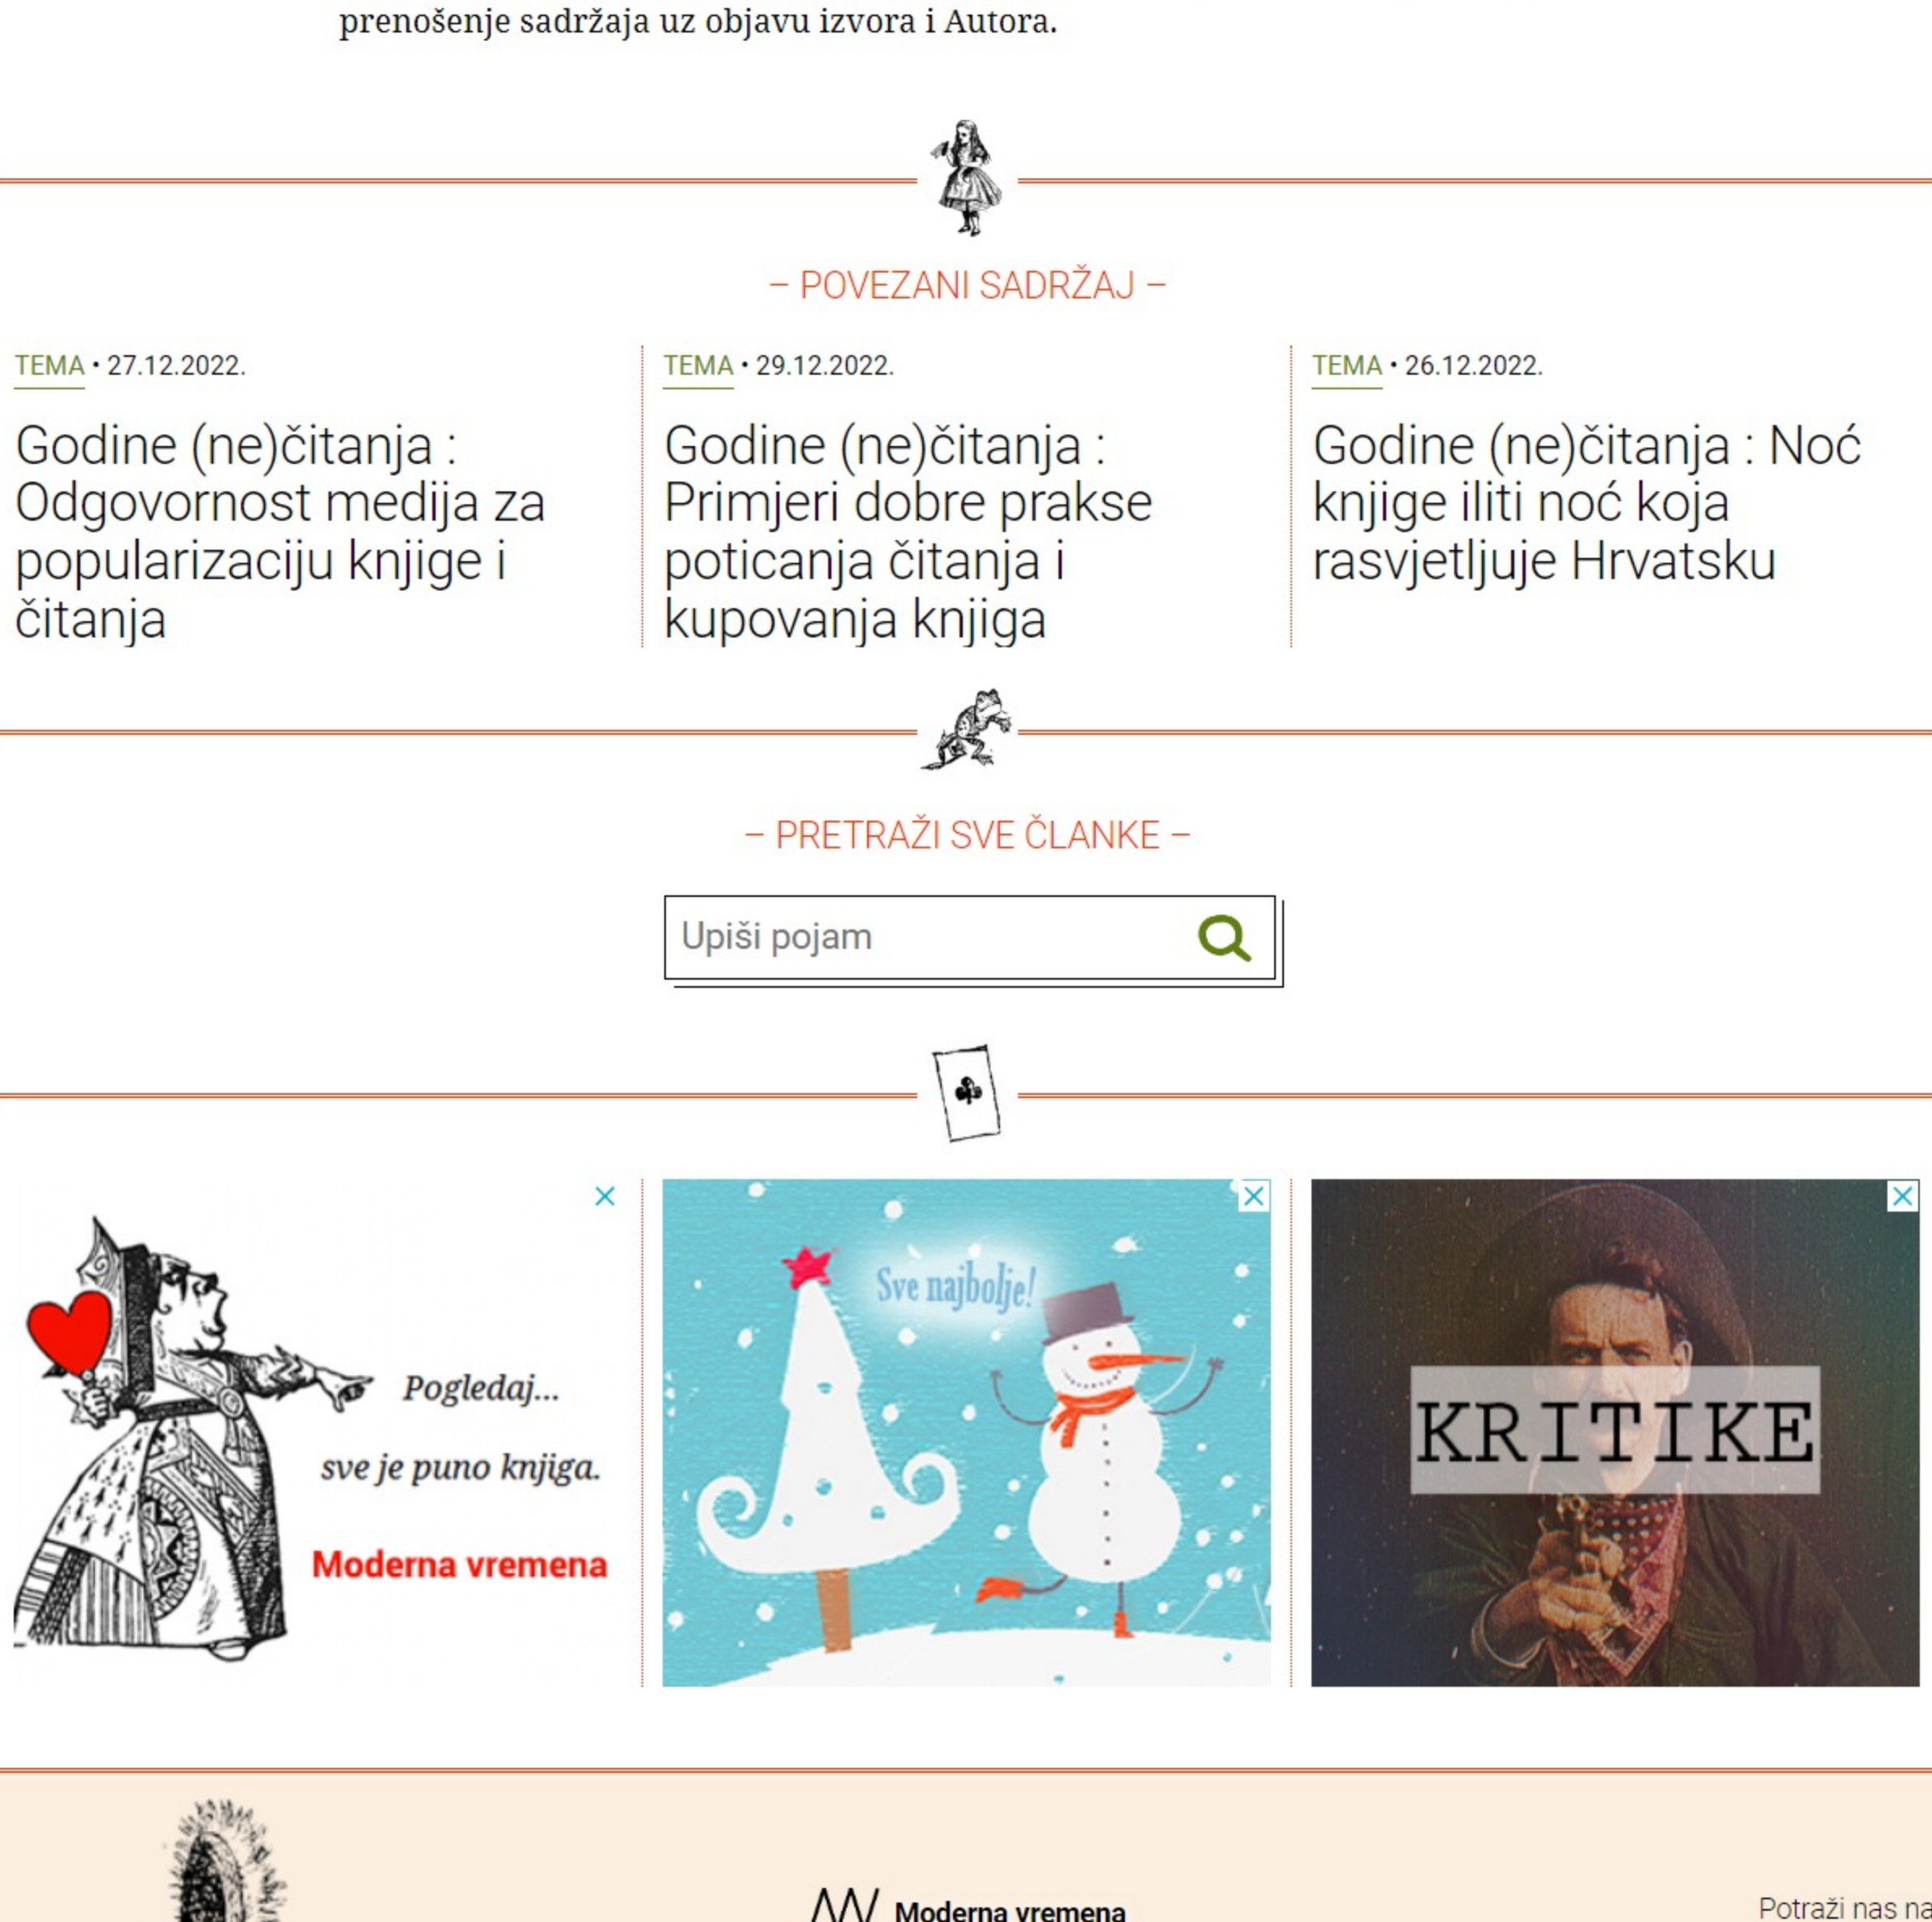 prenošenje sadržaja uz objavu izvora i Autora.
– POVEZANI SADRŽAJ –
TEMA • 27.12.2022.
Godine (ne)čitanja :
Odgovornost medija za
popularizaciju knjige i
čitanja
TEMA • 29.12.2022.
Godine (ne)čitanja :
Primjeri dobre prakse
poticanja čitanja i
kupovanja knjiga
TEMA • 26.12.2022.
Godine (ne)čitanja : Noć
knjige iliti noć koja
rasvjetljuje Hrvatsku
– PRETRAŽI SVE ČLANKE –
Upiši pojam
Pogledaj...
sve je puno knjiga.
Moderna vremena
Sve najbolje!
KRITIKE
Moderna vremena
Potraži nas na